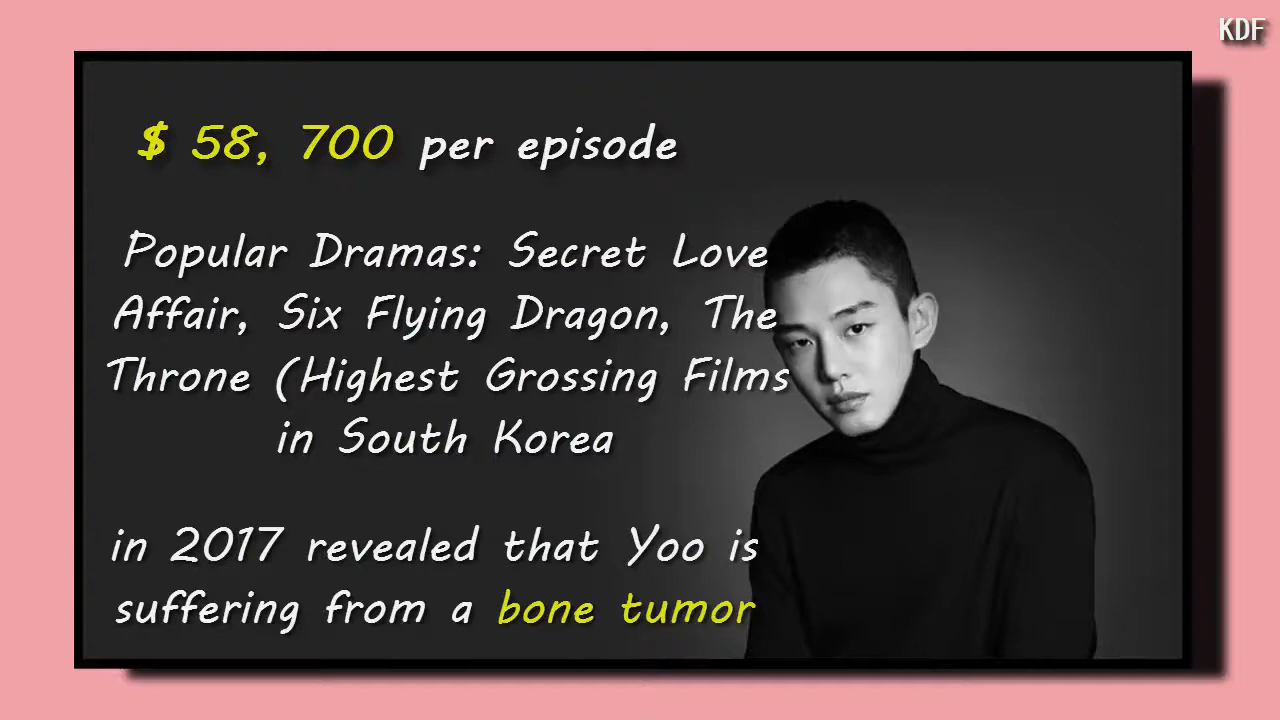 KDF
$ 58, 700 per episode
Popular Dramas: Secret Love
Affair, Six Flying Dragon, The
Throne (Highest Grossing Films
in South Korea
in 2017 revealed that Yoo is
suffering from a bone tumor